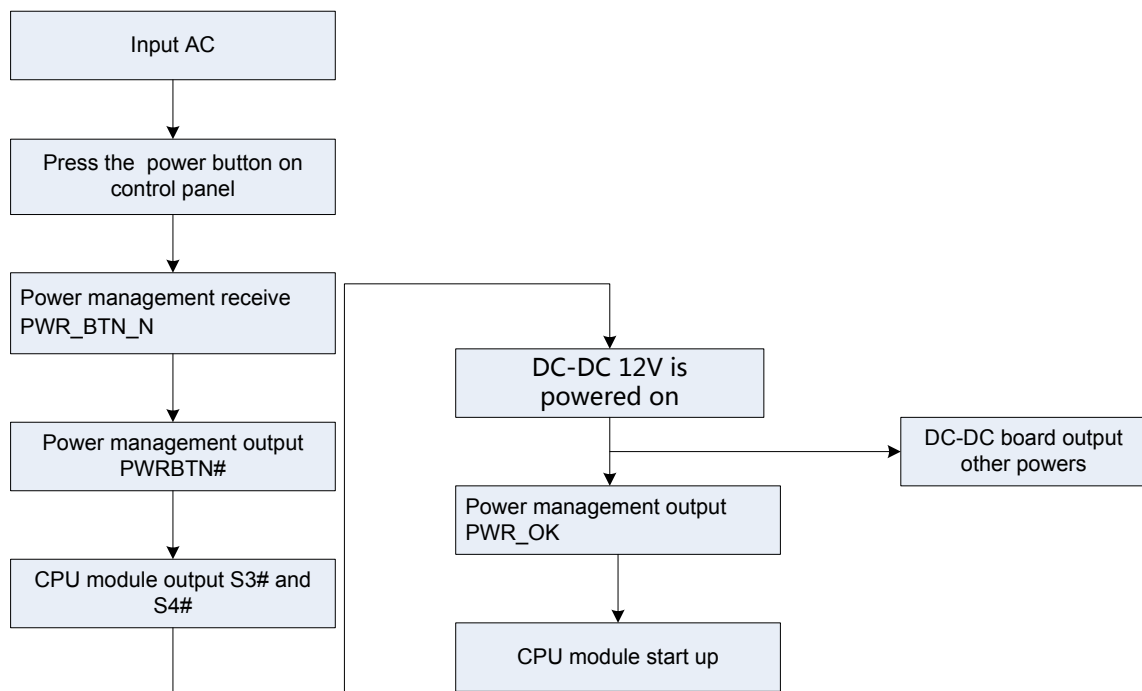 Input AC
Press the power button on
control panel
Power management receive
PWR_BTN_N
Power management output
PWRBTN#
CPU module output S3# and
S4#
DC-DC 12V is
powered on
DC-DC board output
other powers
Power management output
PWR_OK
CPU module start up